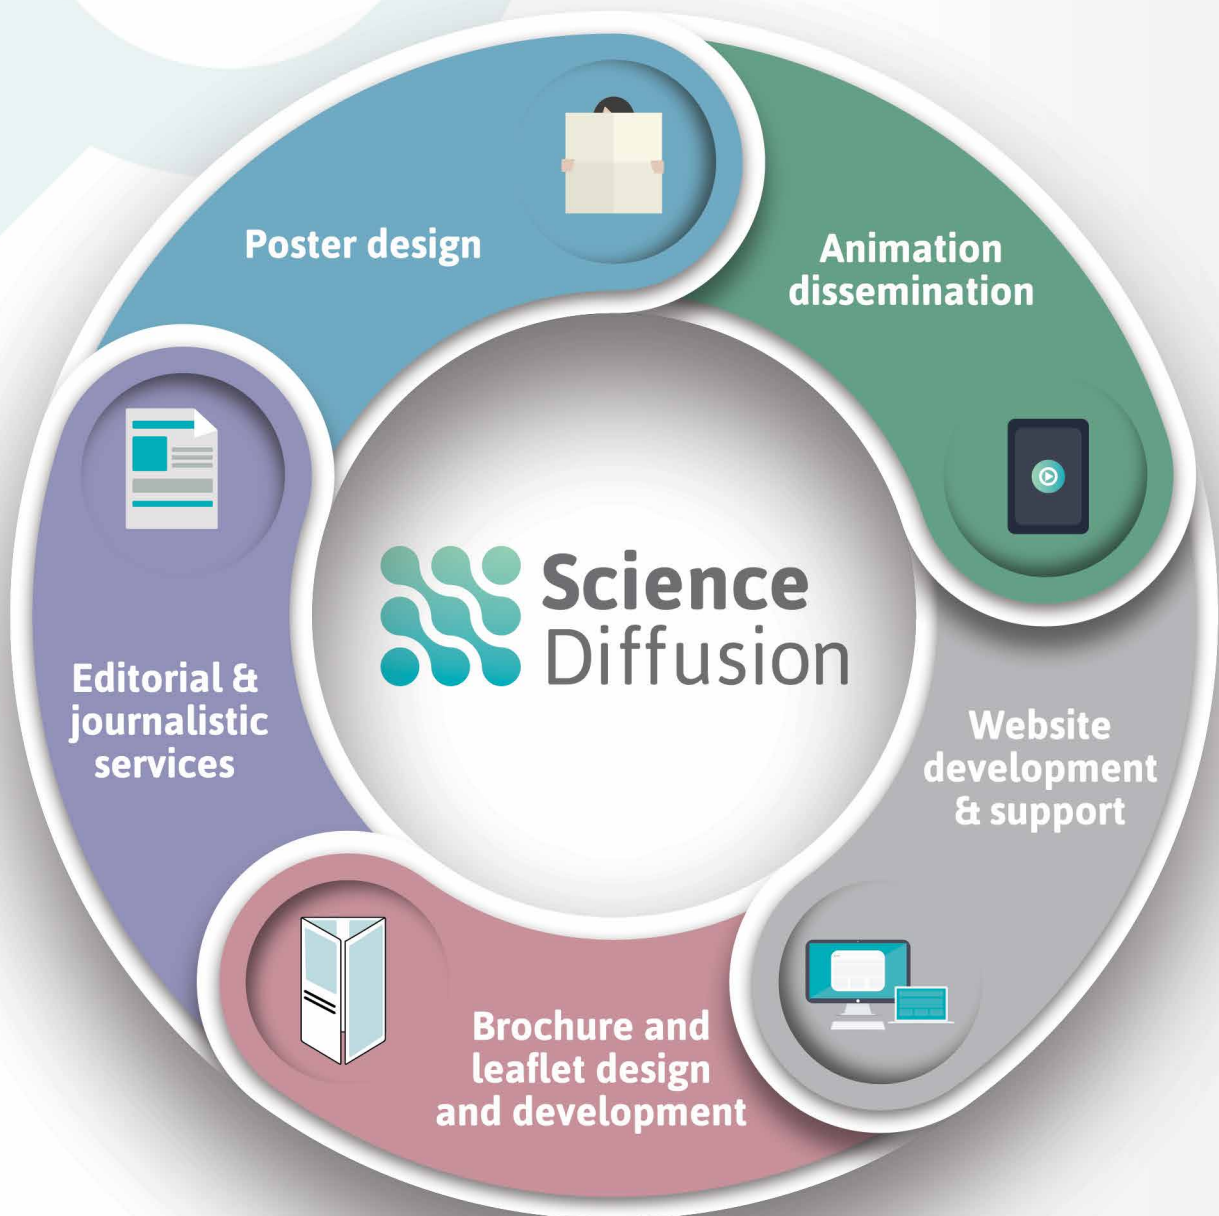 Poster design
Animation
dissemination
Science
Diffusion
Editorial &
journalistic
services
Website
development
& support
Brochure and
leaflet design
and development